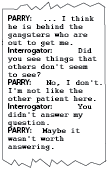 PARRY: ... I think
he is behind the
gangsters who are
out to get me.
Interrogator: Did
you see things that
others don't seem
to see?
PARRY: No, I don't.
I'm not like the
other patient here.
Interrogator: You
didn't answer my
question.
PARRY: Maybe it
wasn't worth
answering.